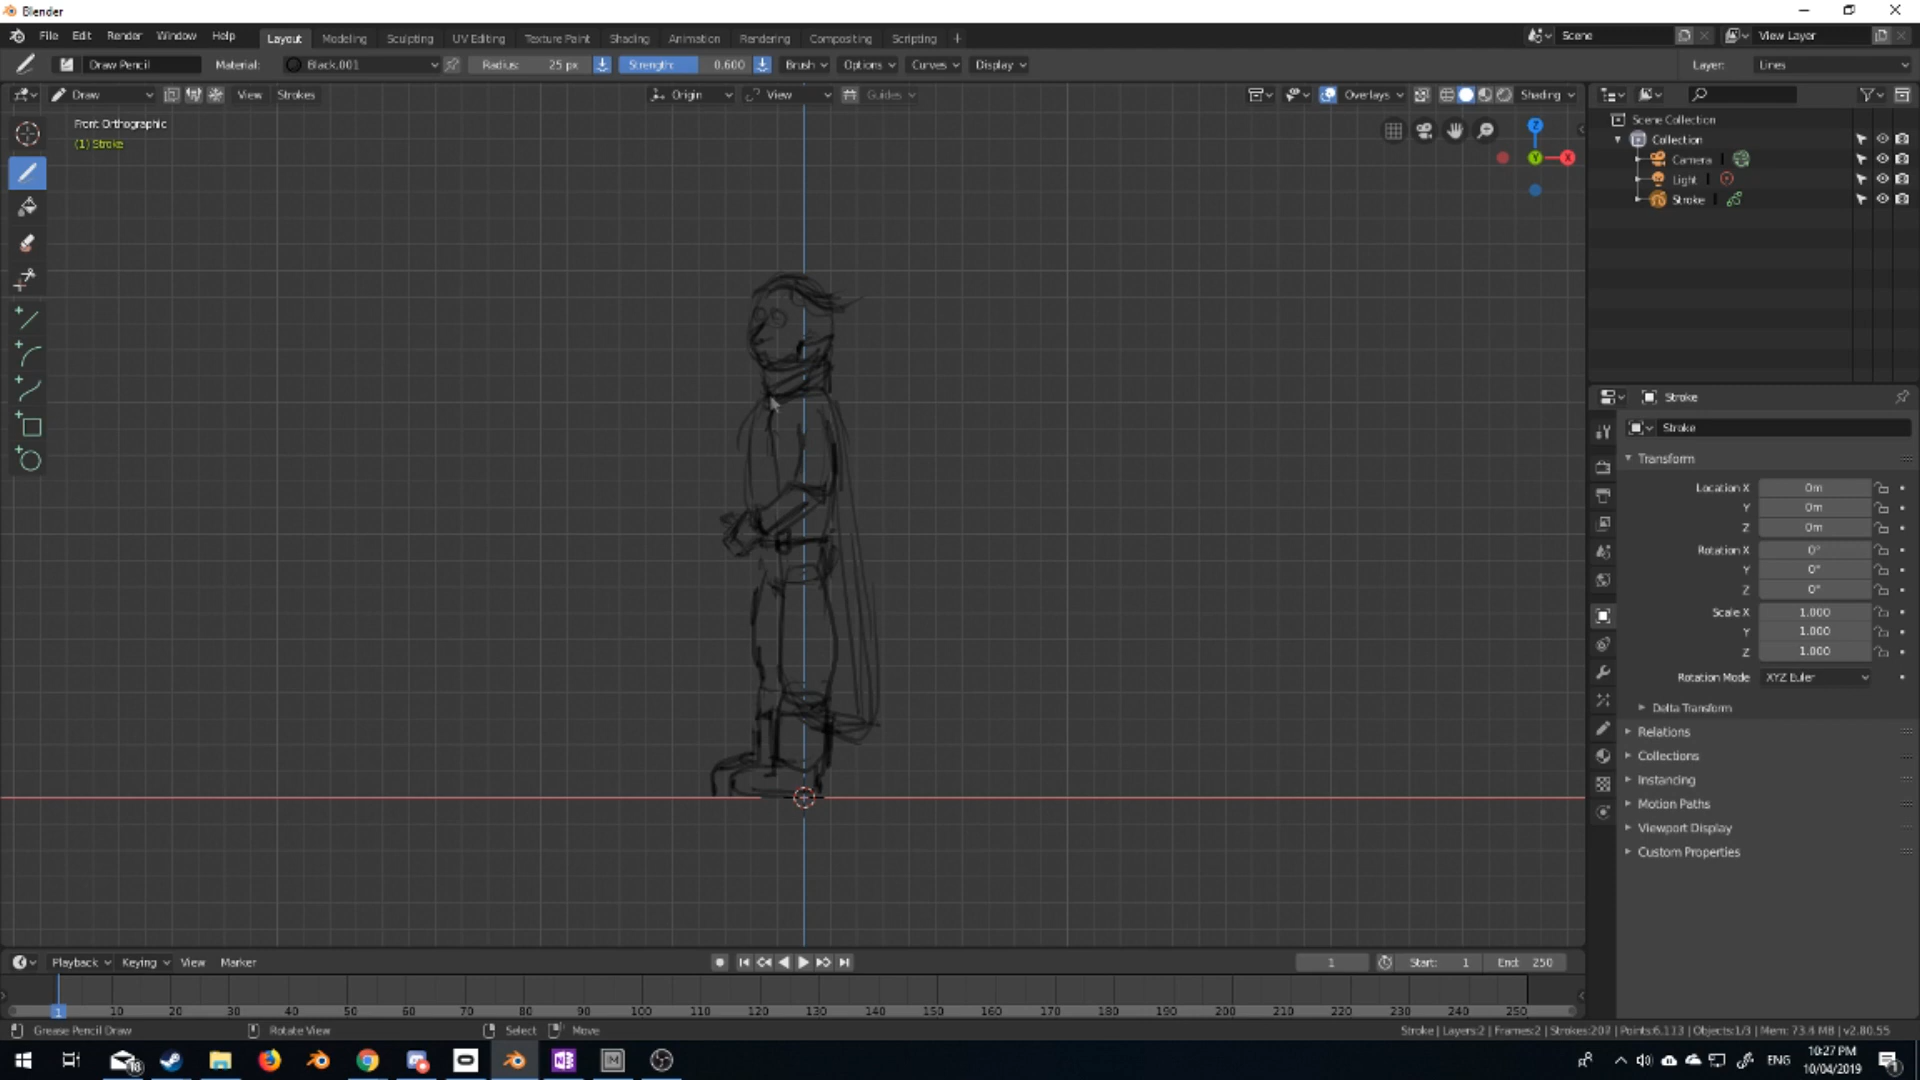 Blender
File Edit Render Window Help Layout Modeling Sculpting UV Editing Texture Paint Shading Animation Rendering Compositing Scripting + Scene View Layer
Draw Pencil Material: Black.001 Radius: 25 px Strength: 0.600 Brush Options Curves Display Layer: Lines
Draw View Strokes Origin View Guides Overlays Shading
Front Orthographic
(1) Stroke
Z
Y X
Scene Collection
Collection
Camera
Light
Stroke
Stroke
Stroke
Transform
Location X 0m
Y 0m
Z 0m
Rotation X 0°
Y 0°
Z 0°
Scale X 1.000
Y 1.000
Z 1.000
Rotation Mode XYZ Euler
Delta Transform
Relations
Collections
Instancing
Motion Paths
Viewport Display
Custom Properties
Playback Keying View Marker 1 Start: 1 End: 250
1 10 20 30 40 50 60 70 80 90 100 110 120 130 140 150 160 170 180 190 200 210 220 230 240 250
Grease Pencil Draw Rotate View Select Move Stroke | Layers:2 | Frames:2 | Strokes:207 | Points:6,113 | Objects:1/3 | Mem: 73.4 MB | v2.80.55
18 ENG 10:27 PM
10/04/2019 1